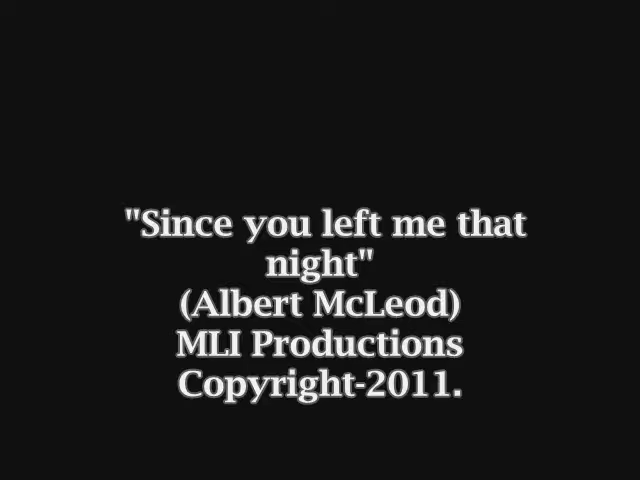 "Since you left me that
night"
(Albert McLeod)
MLI Productions
Copyright-2011.